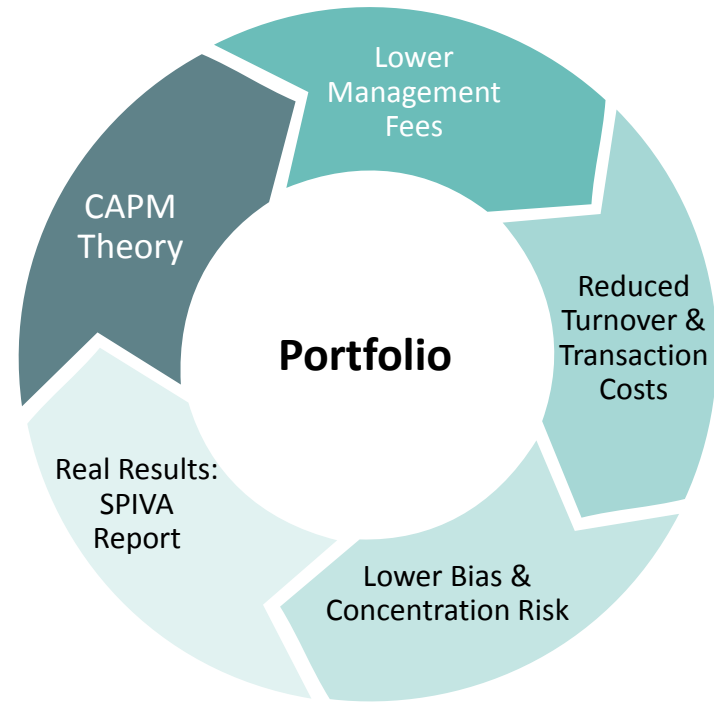 Lower
Management
Fees
CAPM
Theory
Reduced
Turnover &
Transaction
Costs
Portfolio
Real Results:
SPIVA
Report
Lower Bias &
Concentration Risk